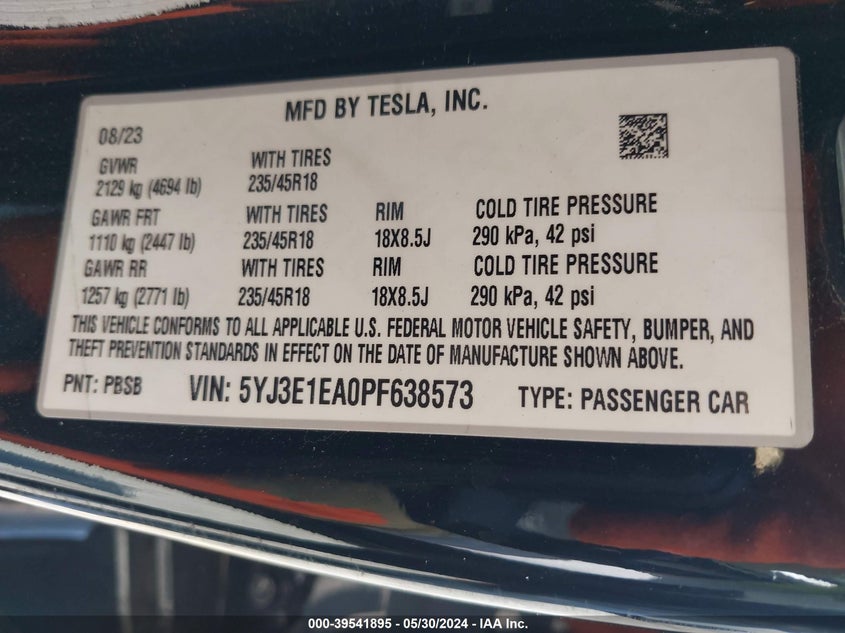 MFD BY TESLA, INC.
08/23
GVWR WITH TIRES
2129 kg (4694 lb) 235/45R18
GAWR FRT WITH TIRES RIM COLD TIRE PRESSURE
1110 kg (2447 lb) 235/45R18 18X8.5J 290 kPa, 42 psi
GAWR RR WITH TIRES RIM COLD TIRE PRESSURE
1257 kg (2771 lb) 235/45R18 18X8.5J 290 kPa, 42 psi
THIS VEHICLE CONFORMS TO ALL APPLICABLE U.S. FEDERAL MOTOR VEHICLE SAFETY, BUMPER, AND
THEFT PREVENTION STANDARDS IN EFFECT ON THE DATE OF MANUFACTURE SHOWN ABOVE.
PNT: PBSB VIN: 5YJ3E1EA0PF638573 TYPE: PASSENGER CAR
000-39541895 / 05/30/2024 - IAA Inc.